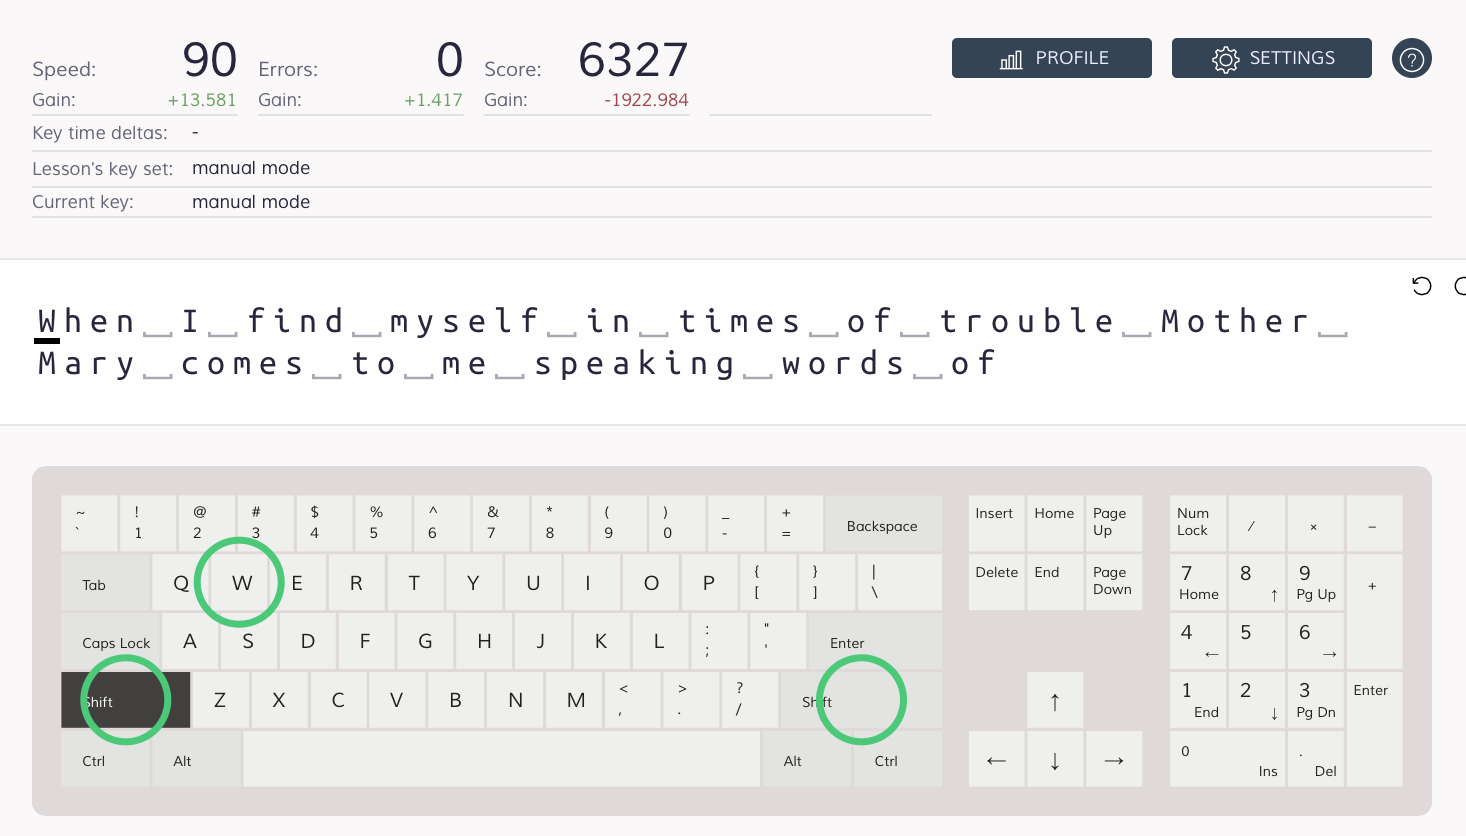 Speed: 90 Errors: 0 Score: 6327 PROFILE SETTINGS ?
Gain: +13.581 Gain: +1.417 Gain: -1922.984
Key time deltas: -
Lesson's key set: manual mode
Current key: manual mode
When I find myself in times of trouble Mother
Mary comes to me speaking words of
~ ! @ # $ % ^ & * ( ) _ +
` 1 2 3 4 5 6 7 8 9 0 - = Backspace
Insert Home Page Up
Num Lock / × −
Tab Q W E R T Y U I O P { [ } ] | \
Delete End Page Down
7 Home 8 ↑ 9 Pg Up +
Caps Lock A S D F G H J K L : ; " ' Enter
4 ← 5 6 →
Shift Z X C V B N M < , > . ? / Shift
↑
1 End 2 ↓ 3 Pg Dn Enter
Ctrl Alt Alt Ctrl
← ↓ →
0 Ins . Del